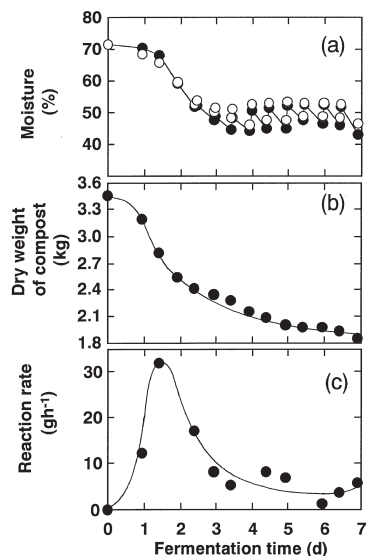 80
70
60
50
40
Moisture
(%)
(a)
3.6
3.3
3.0
2.7
2.4
2.1
1.8
Dry weight
of compost
(kg)
(b)
30
20
10
0
Reaction rate
(gh-1)
(c)
0 1 2 3 4 5 6 7
Fermentation time (d)